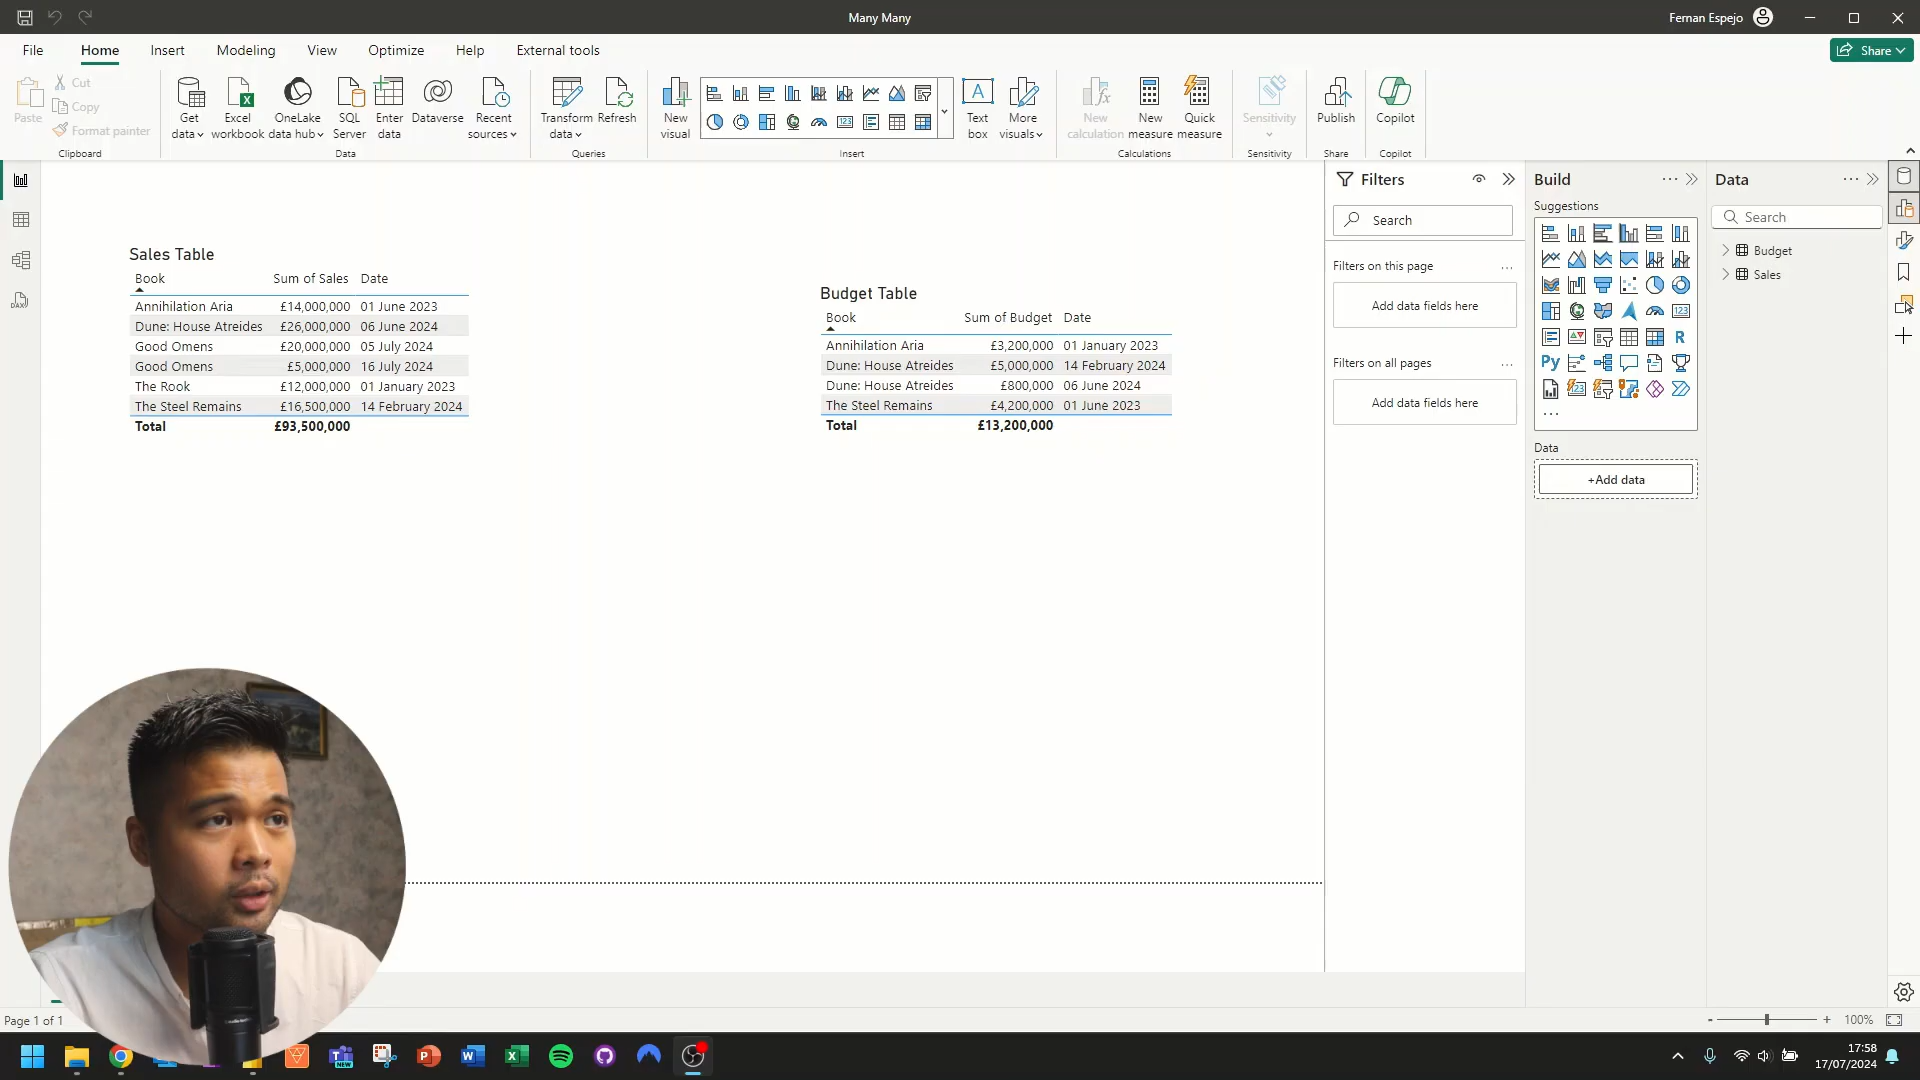 Many Many
Fernan Espejo
File Home Insert Modeling View Optimize Help External tools
Share
Paste
Cut
Copy
Format painter
Clipboard
Get data
Excel workbook
OneLake data hub
SQL Server
Enter data
Dataverse
Recent sources
Data
Transform data
Refresh
Queries
New visual
Insert
Text box
More visuals
New calculation
New measure
Quick measure
Calculations
Sensitivity
Sensitivity
Publish
Share
Copilot
Copilot
Sales Table
Book Sum of Sales Date
Annihilation Aria £14,000,000 01 June 2023
Dune: House Atreides £26,000,000 06 June 2024
Good Omens £20,000,000 05 July 2024
Good Omens £5,000,000 16 July 2024
The Rook £12,000,000 01 January 2023
The Steel Remains £16,500,000 14 February 2024
Total £93,500,000
Budget Table
Book Sum of Budget Date
Annihilation Aria £3,200,000 01 January 2023
Dune: House Atreides £5,000,000 14 February 2024
Dune: House Atreides £800,000 06 June 2024
The Steel Remains £4,200,000 01 June 2023
Total £13,200,000
Filters
Search
Filters on this page
Add data fields here
Filters on all pages
Add data fields here
Build
Suggestions
R
Py
Data
+Add data
Data
Search
Budget
Sales
Page 1 of 1
- + 100%
17:58
17/07/2024